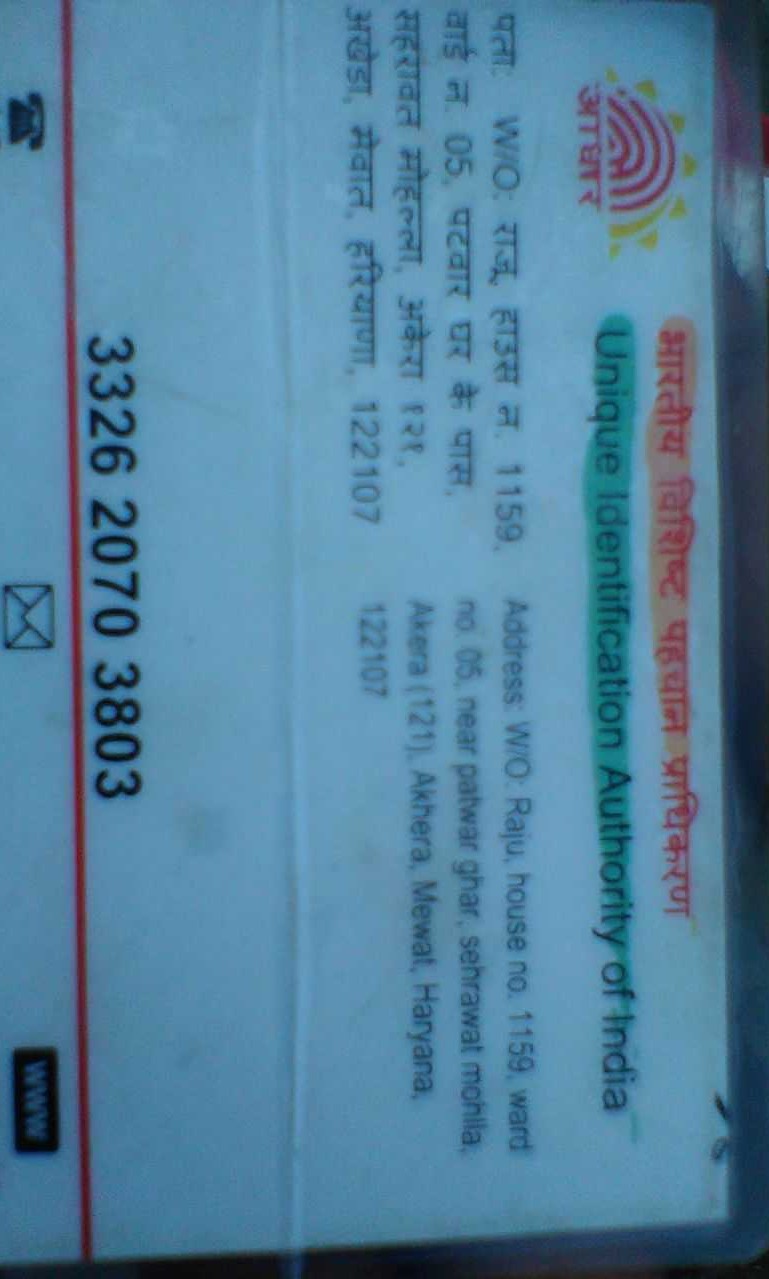 भारतीय विशिष्ट पहचान प्राधिकरण
Unique Identification Authority of India
आधार
पता: W/O: राजू, हाउस न. 1159,
वार्ड न. 05, पटवार घर के पास,
सहरावत मोहल्ला, अकेरा १२१,
अखेडा, मेवात, हरियाणा, 122107
Address: W/O: Raju, house no. 1159, ward
no. 05, near patwar ghar, sehrawat mohlla,
Akera (121), Akhera, Mewat, Haryana,
122107
3326 2070 3803
www